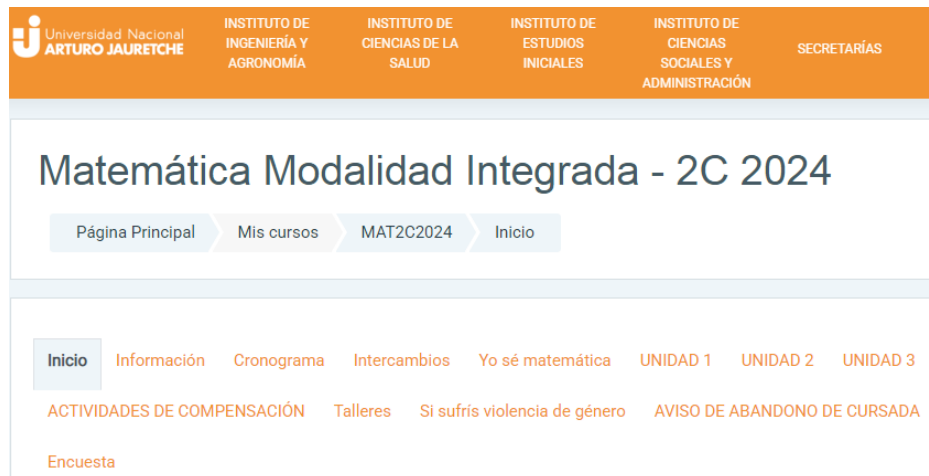 Universidad Nacional
ARTURO JAURETCHE
INSTITUTO DE
INGENIERÍA Y
AGRONOMÍA
INSTITUTO DE
CIENCIAS DE LA
SALUD
INSTITUTO DE
ESTUDIOS
INICIALES
INSTITUTO DE
CIENCIAS
SOCIALES Y
ADMINISTRACIÓN
SECRETARÍAS
Matemática Modalidad Integrada - 2C 2024
Página Principal Mis cursos MAT2C2024 Inicio
Inicio Información Cronograma Intercambios Yo sé matemática UNIDAD 1 UNIDAD 2 UNIDAD 3
ACTIVIDADES DE COMPENSACIÓN Talleres Si sufrís violencia de género AVISO DE ABANDONO DE CURSADA
Encuesta